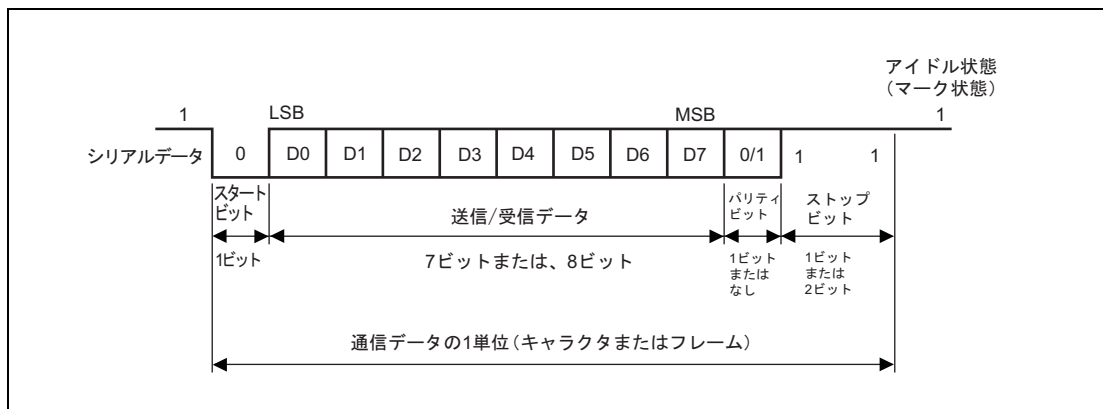 アイドル状態
（マーク状態）
1 LSB MSB 1
シリアルデータ 0 D0 D1 D2 D3 D4 D5 D6 D7 0/1 1 1
スタート
ビット
送信/受信データ
パリティ
ビット
ストップ
ビット
1ビット
7ビットまたは、8ビット
1ビット
または
なし
1ビット
または
2ビット
通信データの1単位（キャラクタまたはフレーム）